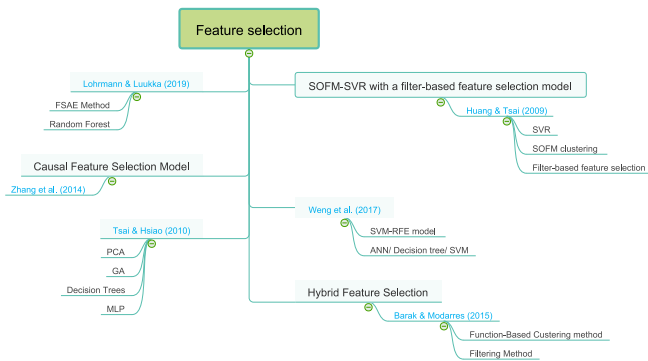 Feature selection
Lohrmann & Luukka (2019)
FSAE Method
Random Forest
Causal Feature Selection Model
Zhang et al. (2014)
Tsai & Hsiao (2010)
PCA
GA
Decision Trees
MLP
SOFM-SVR with a filter-based feature selection model
Huang & Tsai (2009)
SVR
SOFM clustering
Filter-based feature selection
Weng et al. (2017)
SVM-RFE model
ANN/ Decision tree/ SVM
Hybrid Feature Selection
Barak & Modarres (2015)
Function-Based Custering method
Filtering Method